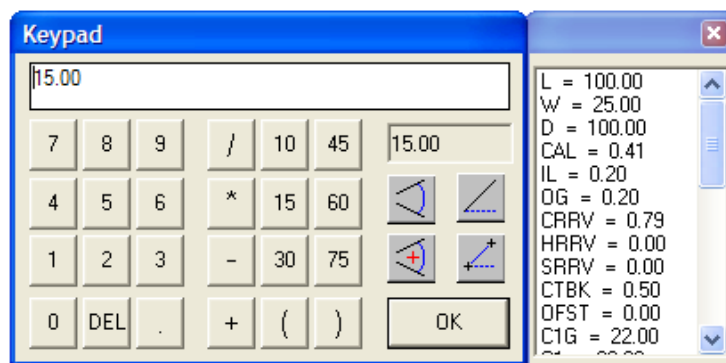 Keypad
15.00
7 8 9 / 10 45 15.00
4 5 6 * 15 60
1 2 3 - 30 75
0 DEL . + ( ) OK
L = 100.00
W = 25.00
D = 100.00
CAL = 0.41
IL = 0.20
OG = 0.20
CRRV = 0.79
HRRV = 0.00
SRRV = 0.00
CTBK = 0.50
OFST = 0.00
C1G = 22.00